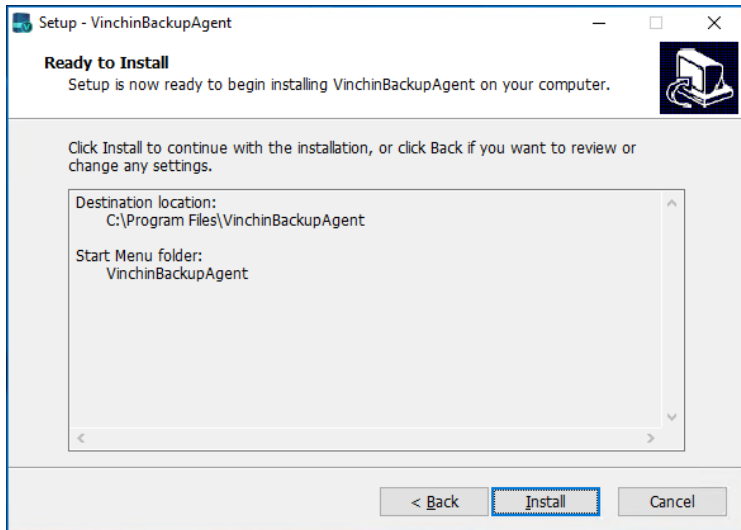 Setup - VinchinBackupAgent
Ready to Install
Setup is now ready to begin installing VinchinBackupAgent on your computer.
Click Install to continue with the installation, or click Back if you want to review or
change any settings.
Destination location:
C:\Program Files\VinchinBackupAgent
Start Menu folder:
VinchinBackupAgent
< Back
Install
Cancel